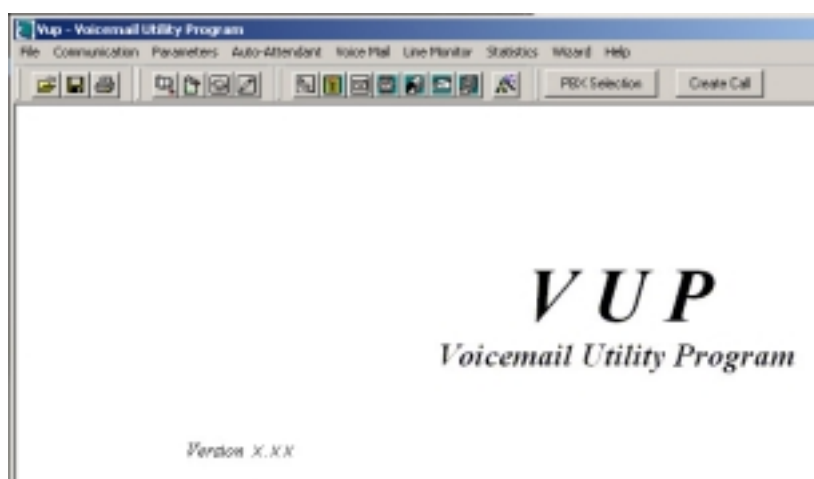 Vup - Voicemail Utility Program
File Communication Parameters Auto-Attendant Voice Mail Line Monitor Statistics Wizard Help
PBX Selection Create Call
V U P
Voicemail Utility Program
Version X.XX